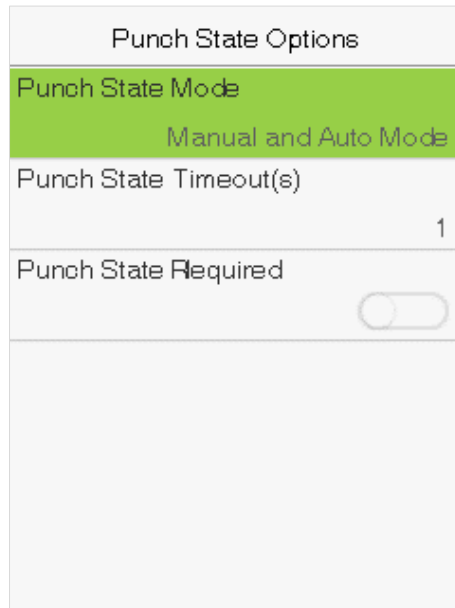 Punch State Options
Punch State Mode
Manual and Auto Mode
Punch State Timeout(s)
1
Punch State Required